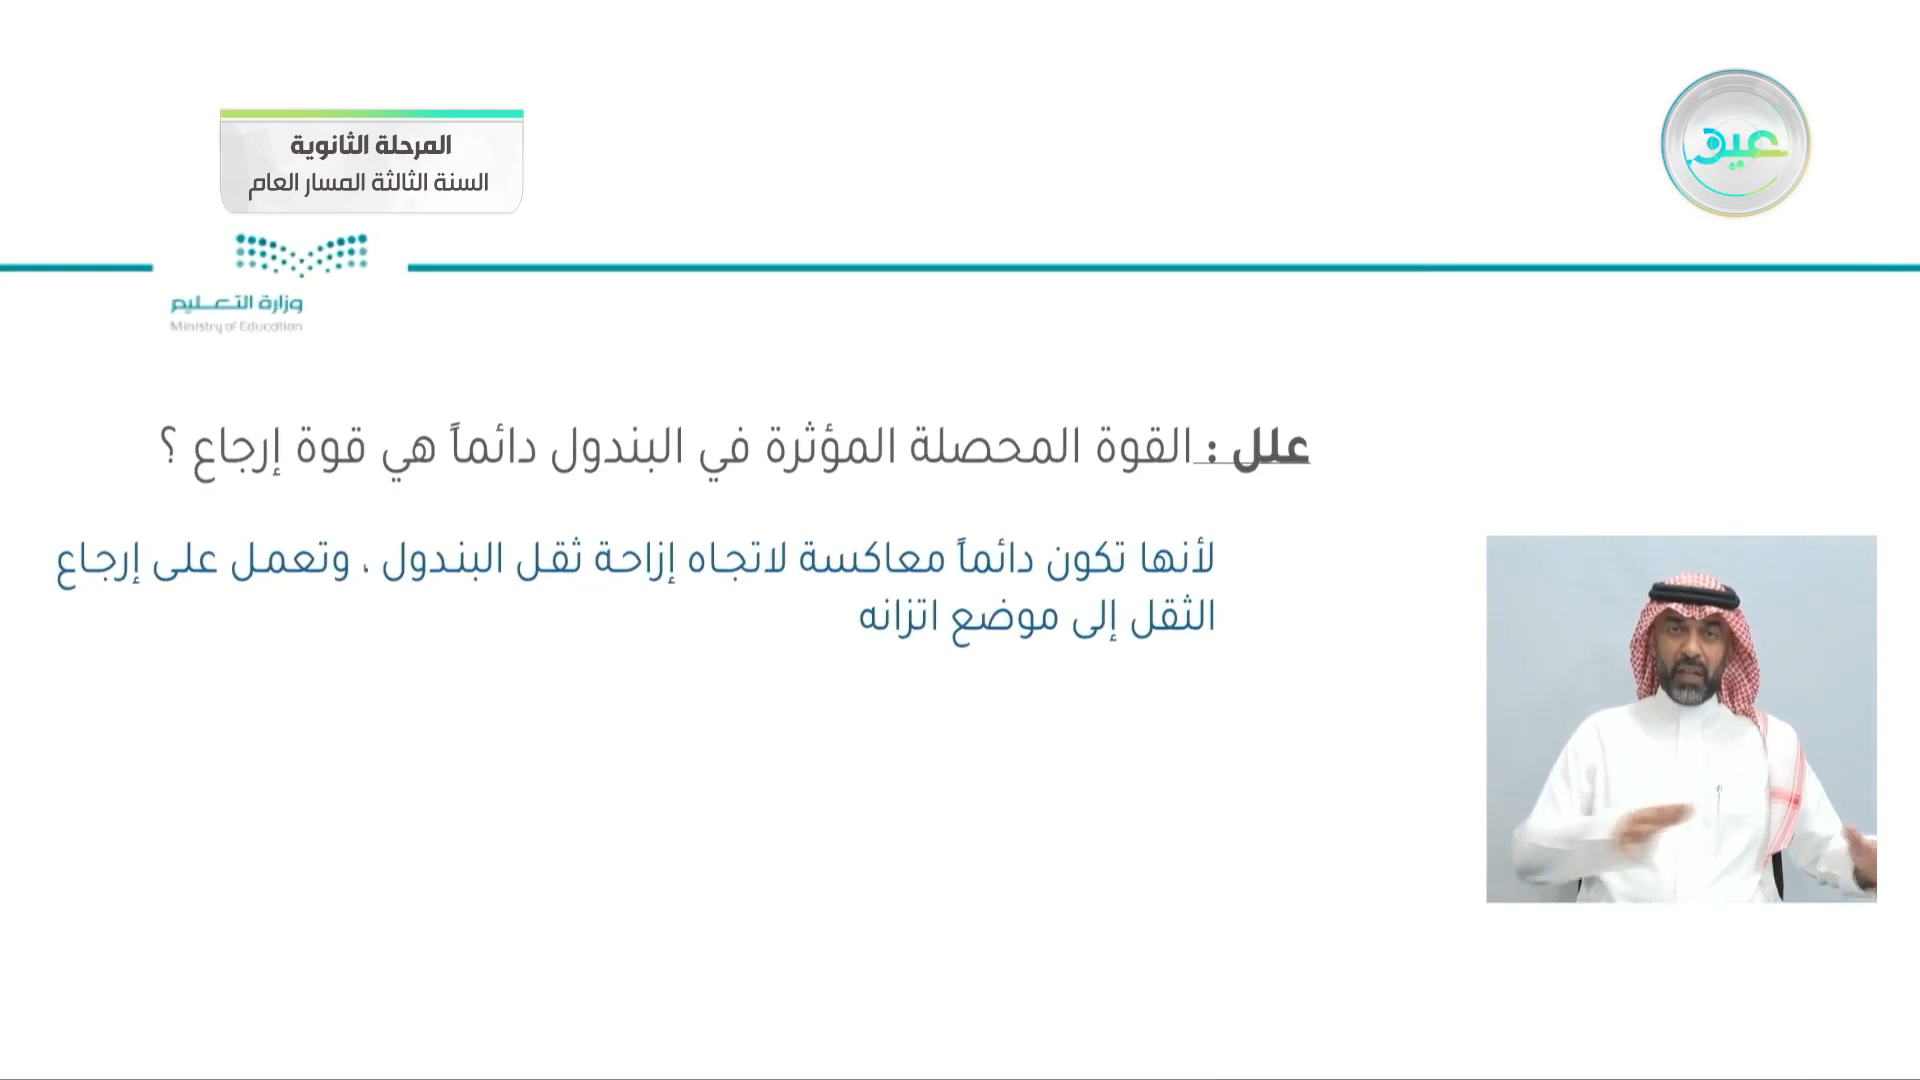 المرحلة الثانوية
السنة الثالثة المسار العام
عين
وزارة التعليم
Ministry of Education
علل : القوة المحصلة المؤثرة في البندول دائماً هي قوة إرجاع ؟
لأنها تكون دائماً معاكسة لاتجاه إزاحة ثقل البندول ، وتعمل على إرجاع
الثقل إلى موضع اتزانه